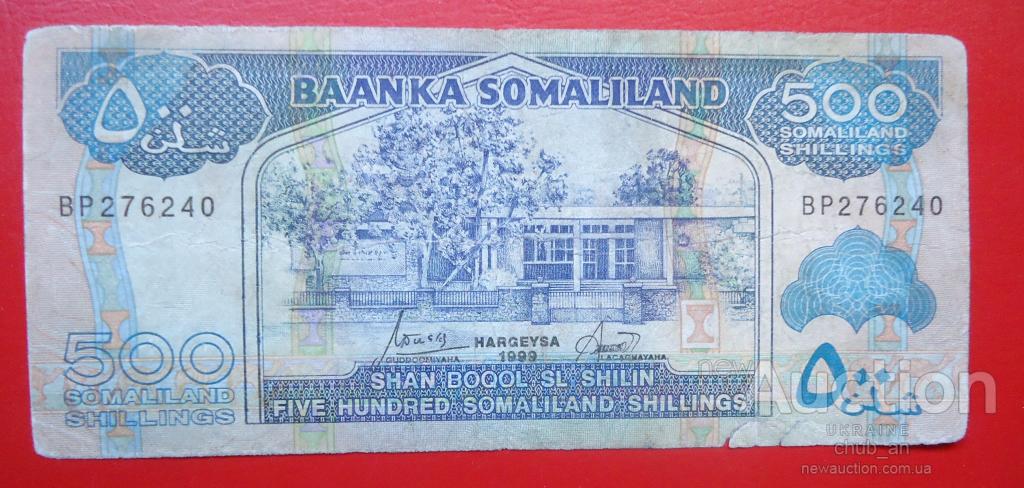 BAANKA SOMALILAND
٥٠٠
شلن
500
SOMALILAND
SHILLINGS
BP276240
BP276240
500
SOMALILAND
SHILLINGS
HARGEYSA
1999
GUDDOOMIYAHA
LACAGHAYAHA
SHAN BOQOL SL SHILIN
FIVE HUNDRED SOMALILAND SHILLINGS
٥٠٠
شلن
newAuction
UKRAINE
chub_an
newauction.com.ua